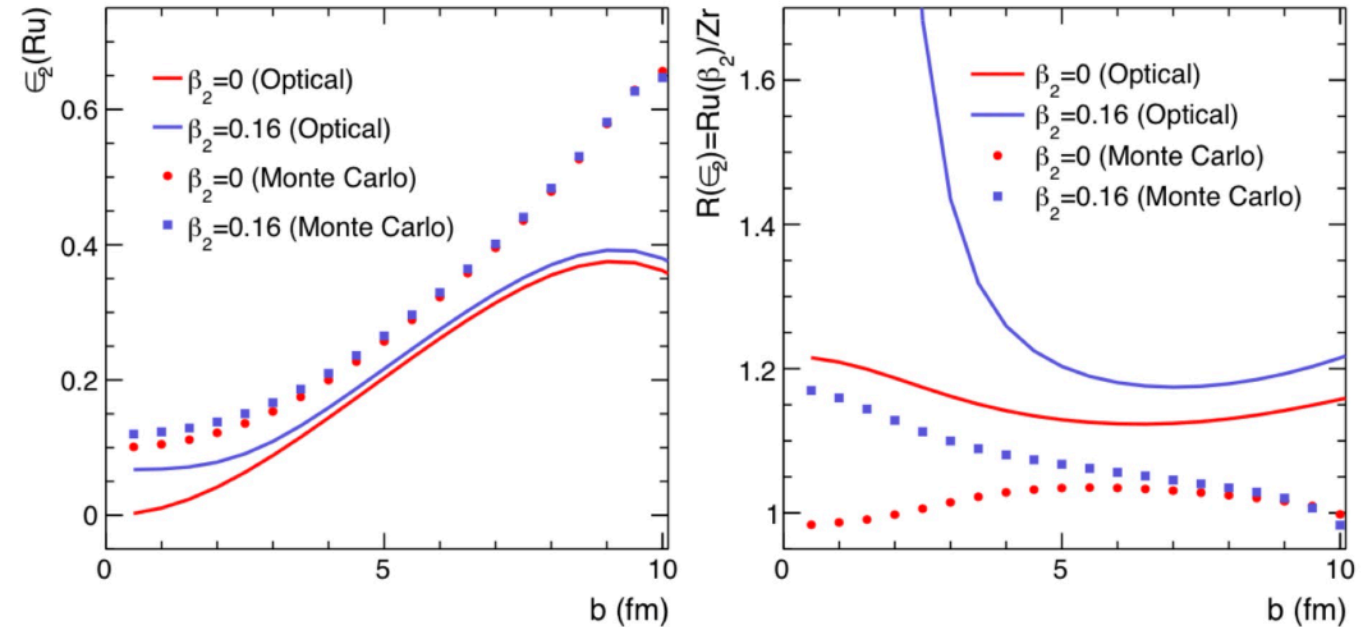 ∈₂(Ru)
0.6
0.4
0.2
0
β₂=0 (Optical)
β₂=0.16 (Optical)
β₂=0 (Monte Carlo)
β₂=0.16 (Monte Carlo)
0
5
10
b (fm)
R(∈₂)=Ru(β₂)/Zr
1.6
1.4
1.2
1
β₂=0 (Optical)
β₂=0.16 (Optical)
β₂=0 (Monte Carlo)
β₂=0.16 (Monte Carlo)
0
5
10
b (fm)